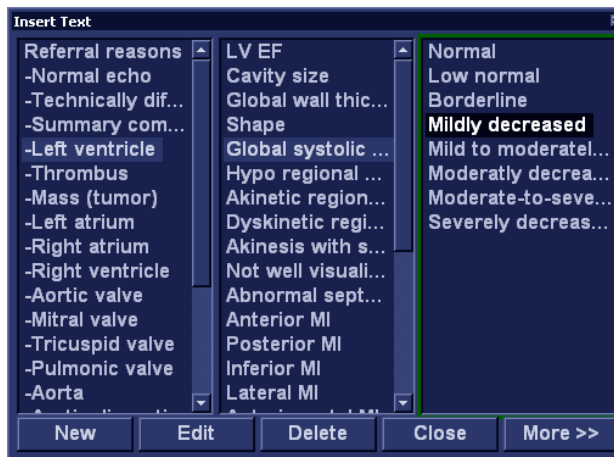 Insert Text
Referral reasons
-Normal echo
-Technically dif...
-Summary com...
-Left ventricle
-Thrombus
-Mass (tumor)
-Left atrium
-Right atrium
-Right ventricle
-Aortic valve
-Mitral valve
-Tricuspid valve
-Pulmonic valve
-Aorta
LV EF
Cavity size
Global wall thic...
Shape
Global systolic ...
Hypo regional ...
Akinetic region...
Dyskinetic regi...
Akinesis with s...
Not well visuali...
Abnormal sept...
Anterior MI
Posterior MI
Inferior MI
Lateral MI
Normal
Low normal
Borderline
Mildly decreased
Mild to moderatel...
Moderatly decrea...
Moderate-to-seve...
Severely decreas...
New
Edit
Delete
Close
More >>